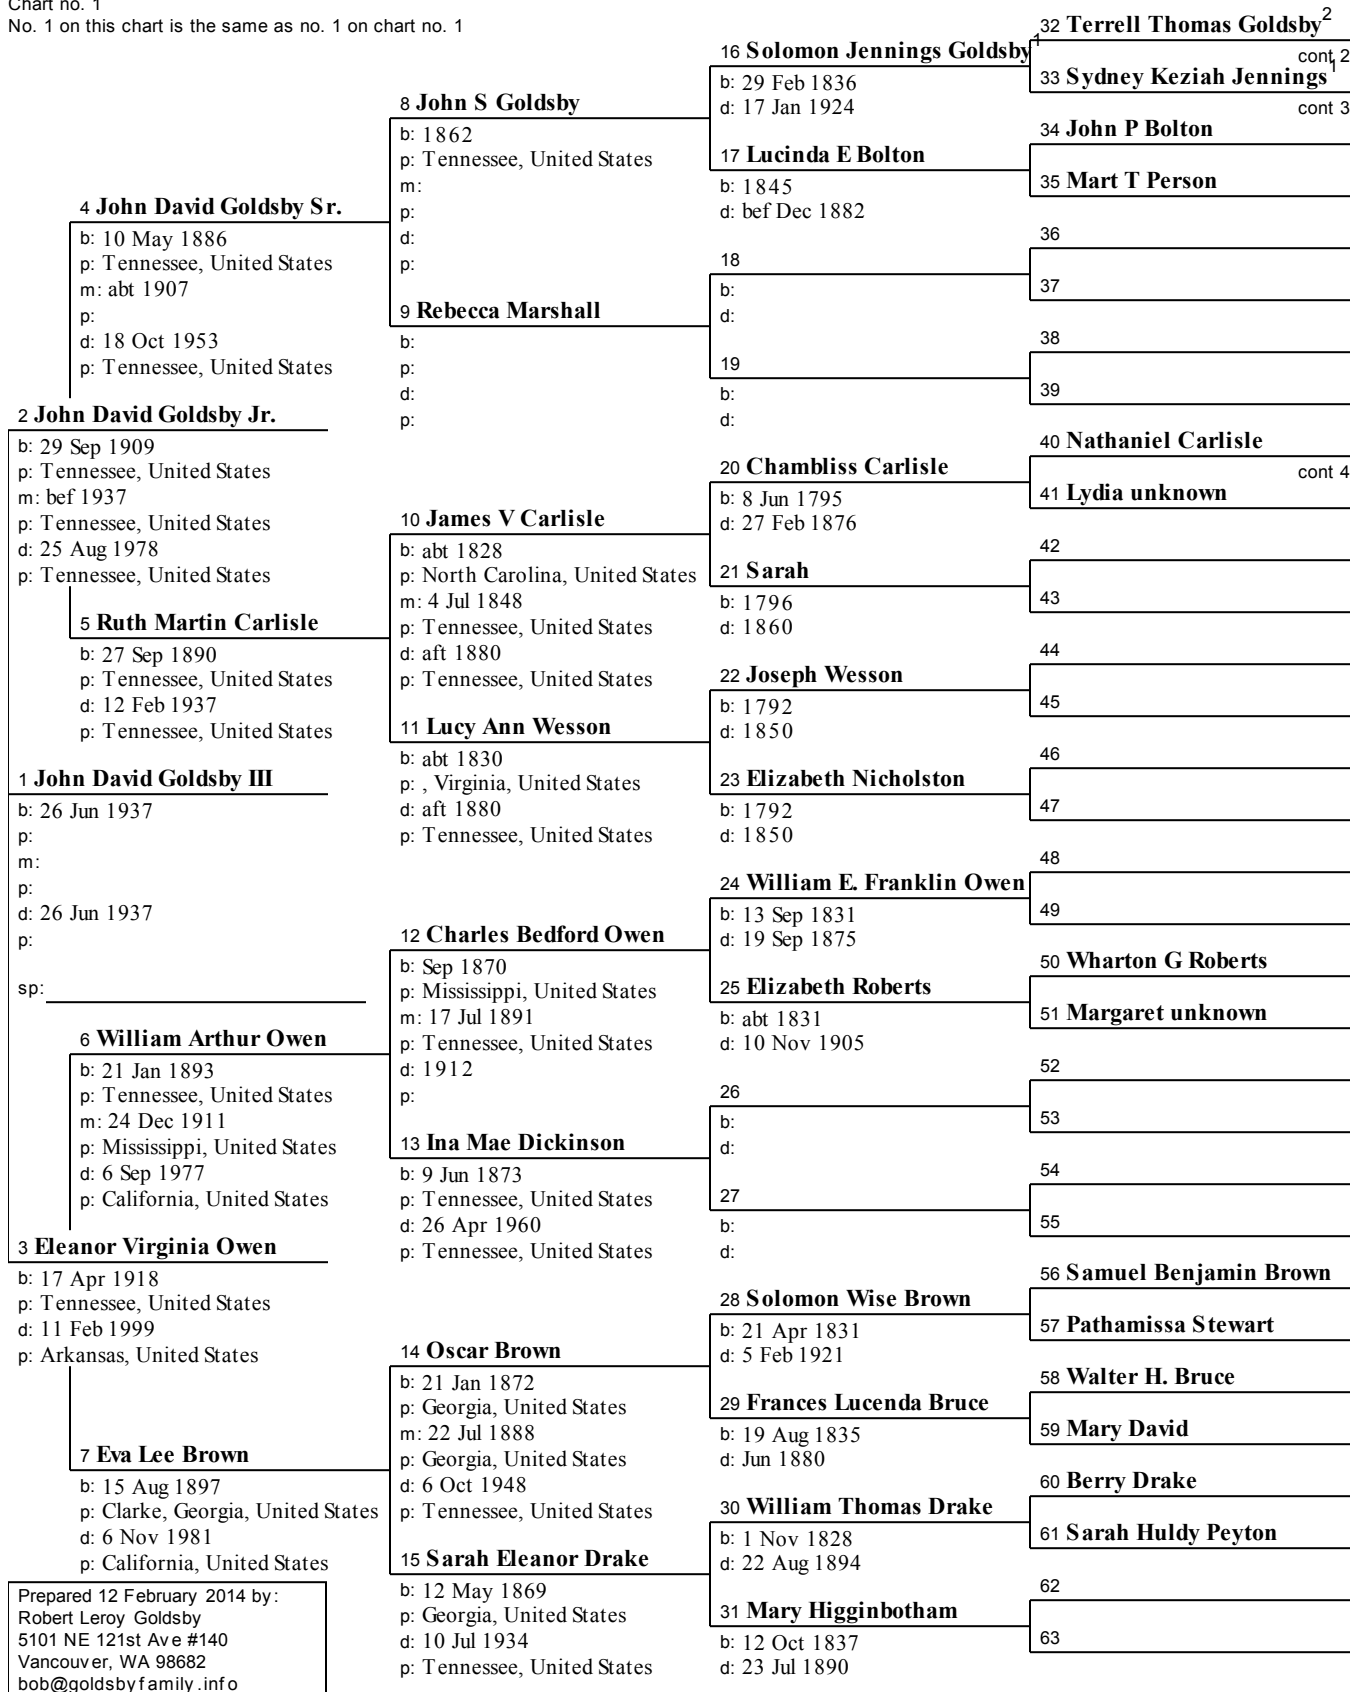 Chart no. 1
No. 1 on this chart is the same as no. 1 on chart no. 1
32 Terrell Thomas Goldsby 2
cont 2
16 Solomon Jennings Goldsby 1
b: 29 Feb 1836
d: 17 Jan 1924
33 Sydney Keziah Jennings 1
cont 3
8 John S Goldsby
b: 1862
p: Tennessee, United States
m:
p:
d:
p:
34 John P Bolton
17 Lucinda E Bolton
b: 1845
d: bef Dec 1882
35 Mart T Person
4 John David Goldsby Sr.
b: 10 May 1886
p: Tennessee, United States
m: abt 1907
p:
d: 18 Oct 1953
p: Tennessee, United States
36
18
b:
d:
37
9 Rebecca Marshall
b:
p:
d:
p:
38
19
b:
d:
39
2 John David Goldsby Jr.
b: 29 Sep 1909
p: Tennessee, United States
m: bef 1937
p: Tennessee, United States
d: 25 Aug 1978
p: Tennessee, United States
40 Nathaniel Carlisle
cont 4
20 Chambliss Carlisle
b: 8 Jun 1795
d: 27 Feb 1876
41 Lydia unknown
10 James V Carlisle
b: abt 1828
p: North Carolina, United States
m: 4 Jul 1848
p: Tennessee, United States
d: aft 1880
p: Tennessee, United States
42
21 Sarah
b: 1796
d: 1860
43
5 Ruth Martin Carlisle
b: 27 Sep 1890
p: Tennessee, United States
d: 12 Feb 1937
p: Tennessee, United States
44
22 Joseph Wesson
b: 1792
d: 1850
45
11 Lucy Ann Wesson
b: abt 1830
p: , Virginia, United States
d: aft 1880
p: Tennessee, United States
46
23 Elizabeth Nicholston
b: 1792
d: 1850
47
1 John David Goldsby III
b: 26 Jun 1937
p:
m:
p:
d: 26 Jun 1937
p:
sp:
48
24 William E. Franklin Owen
b: 13 Sep 1831
d: 19 Sep 1875
49
12 Charles Bedford Owen
b: Sep 1870
p: Mississippi, United States
m: 17 Jul 1891
p: Tennessee, United States
d: 1912
p:
50 Wharton G Roberts
25 Elizabeth Roberts
b: abt 1831
d: 10 Nov 1905
51 Margaret unknown
6 William Arthur Owen
b: 21 Jan 1893
p: Tennessee, United States
m: 24 Dec 1911
p: Mississippi, United States
d: 6 Sep 1977
p: California, United States
52
26
b:
d:
53
13 Ina Mae Dickinson
b: 9 Jun 1873
p: Tennessee, United States
d: 26 Apr 1960
p: Tennessee, United States
54
27
b:
d:
55
3 Eleanor Virginia Owen
b: 17 Apr 1918
p: Tennessee, United States
d: 11 Feb 1999
p: Arkansas, United States
56 Samuel Benjamin Brown
28 Solomon Wise Brown
b: 21 Apr 1831
d: 5 Feb 1921
57 Pathamissa Stewart
14 Oscar Brown
b: 21 Jan 1872
p: Georgia, United States
m: 22 Jul 1888
p: Georgia, United States
d: 6 Oct 1948
p: Tennessee, United States
58 Walter H. Bruce
29 Frances Lucenda Bruce
b: 19 Aug 1835
d: Jun 1880
59 Mary David
7 Eva Lee Brown
b: 15 Aug 1897
p: Clarke, Georgia, United States
d: 6 Nov 1981
p: California, United States
60 Berry Drake
30 William Thomas Drake
b: 1 Nov 1828
d: 22 Aug 1894
61 Sarah Huldy Peyton
15 Sarah Eleanor Drake
b: 12 May 1869
p: Georgia, United States
d: 10 Jul 1934
p: Tennessee, United States
62
31 Mary Higginbotham
b: 12 Oct 1837
d: 23 Jul 1890
63
Prepared 12 February 2014 by:
Robert Leroy Goldsby
5101 NE 121st Ave #140
Vancouver, WA 98682
bob@goldsbyfamily.info